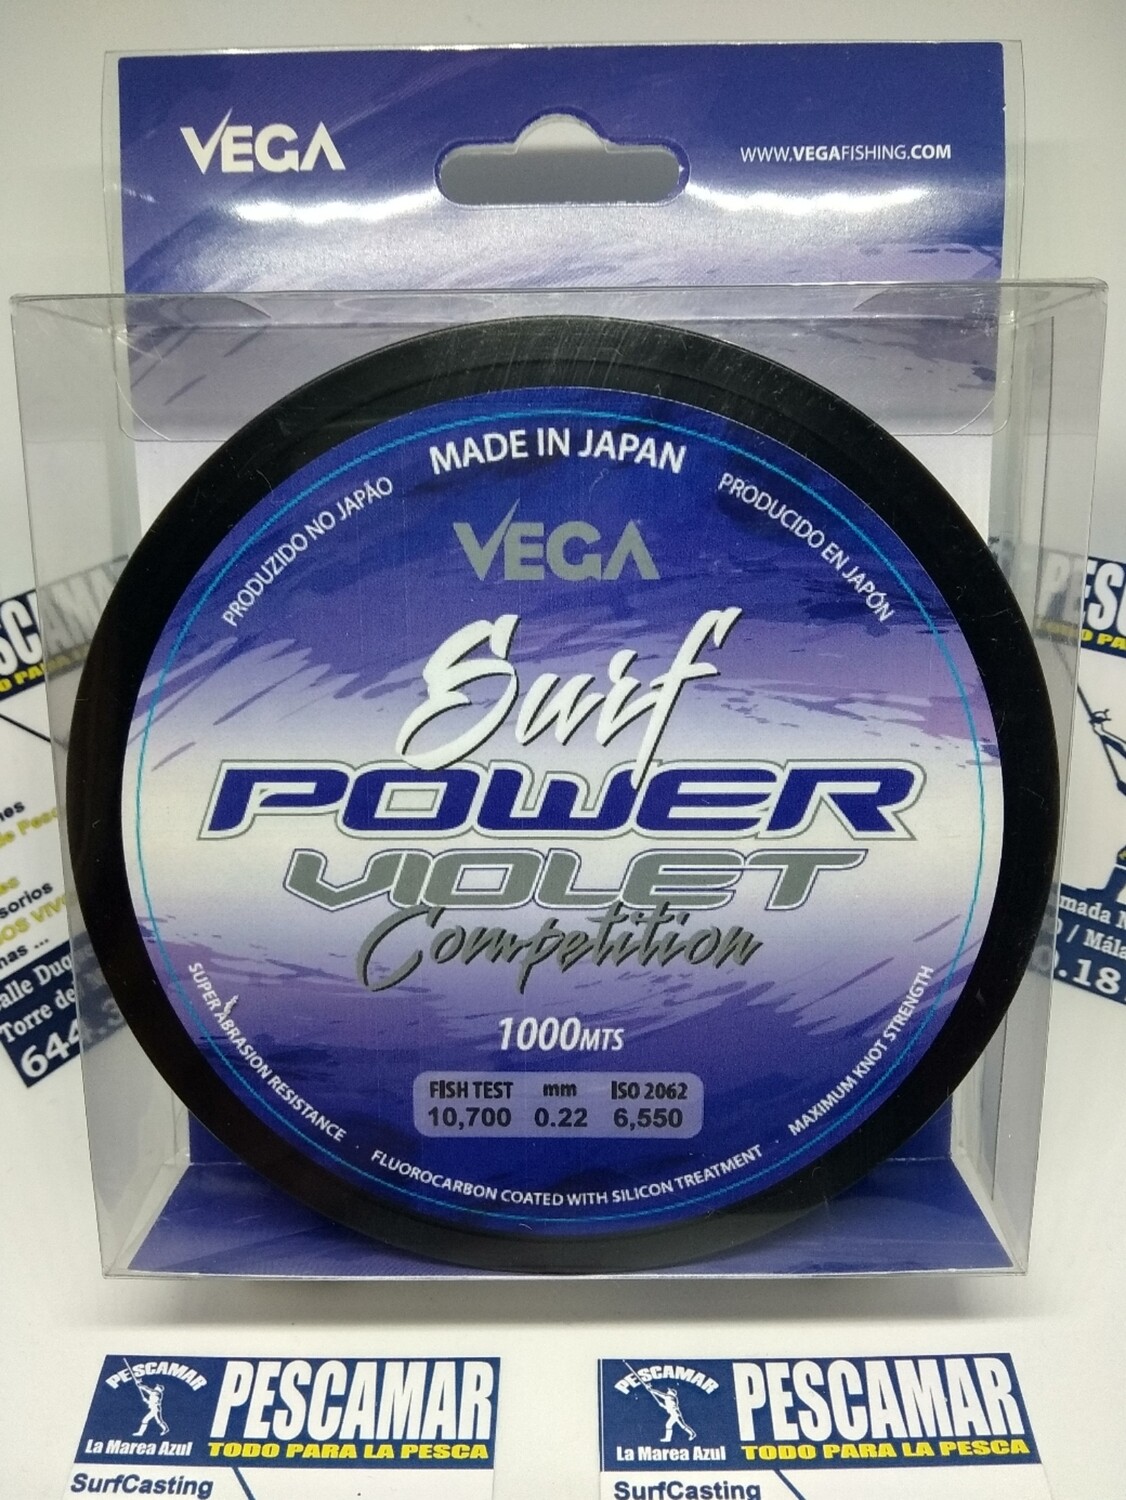 VEGA
WWW.VEGAFISHING.COM
MADE IN JAPAN
PRODUZIDO NO JAPÃO
PRODUCIDO EN JAPÓN
VEGA
Surf
POWER
VIOLET
Competition
1000MTS
FISH TEST mm ISO 2062
10,700 0.22 6,550
SUPER ABRASION RESISTANCE · FLUOROCARBON COATED WITH SILICON TREATMENT · MAXIMUM KNOT STRENGTH
PESCAMAR
La Marea Azul
PESCAMAR
TODO PARA LA PESCA
SurfCasting
PESCAMAR
La Marea Azul
PESCAMAR
TODO PARA LA PESCA
SurfCasting